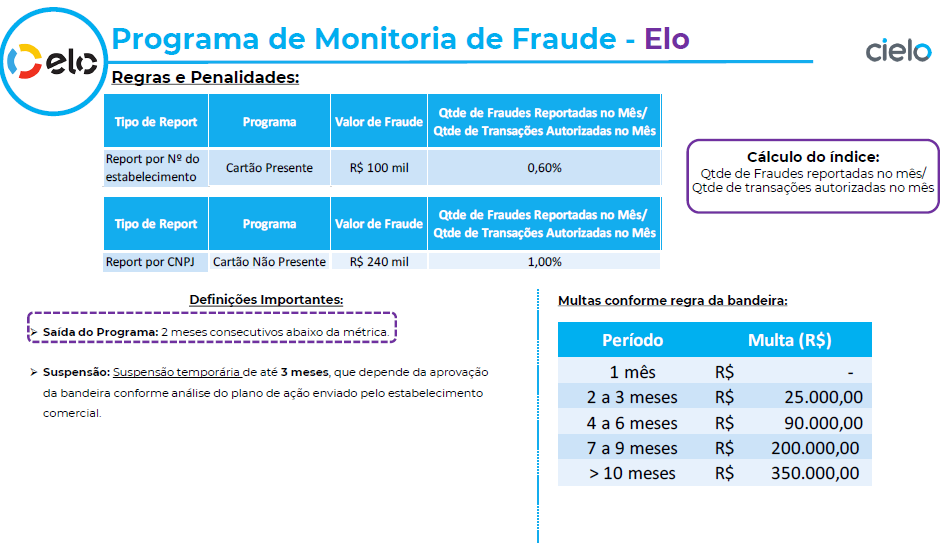 elo
Programa de Monitoria de Fraude - Elo
cielo
Regras e Penalidades:
Tipo de Report Programa Valor de Fraude Qtde de Fraudes Reportadas no Mês/
Qtde de Transações Autorizadas no Mês
Report por Nº do
estabelecimento Cartão Presente R$ 100 mil 0,60%
Cálculo do índice:
Qtde de Fraudes reportadas no mês/
Qtde de transações autorizadas no mês
Tipo de Report Programa Valor de Fraude Qtde de Fraudes Reportadas no Mês/
Qtde de Transações Autorizadas no Mês
Report por CNPJ Cartão Não Presente R$ 240 mil 1,00%
Definições Importantes:
➢ Saída do Programa: 2 meses consecutivos abaixo da métrica.
➢ Suspensão: Suspensão temporária de até 3 meses, que depende da aprovação
da bandeira conforme análise do plano de ação enviado pelo estabelecimento
comercial.
Multas conforme regra da bandeira:
Período Multa (R$)
1 mês R$ -
2 a 3 meses R$ 25.000,00
4 a 6 meses R$ 90.000,00
7 a 9 meses R$ 200.000,00
> 10 meses R$ 350.000,00